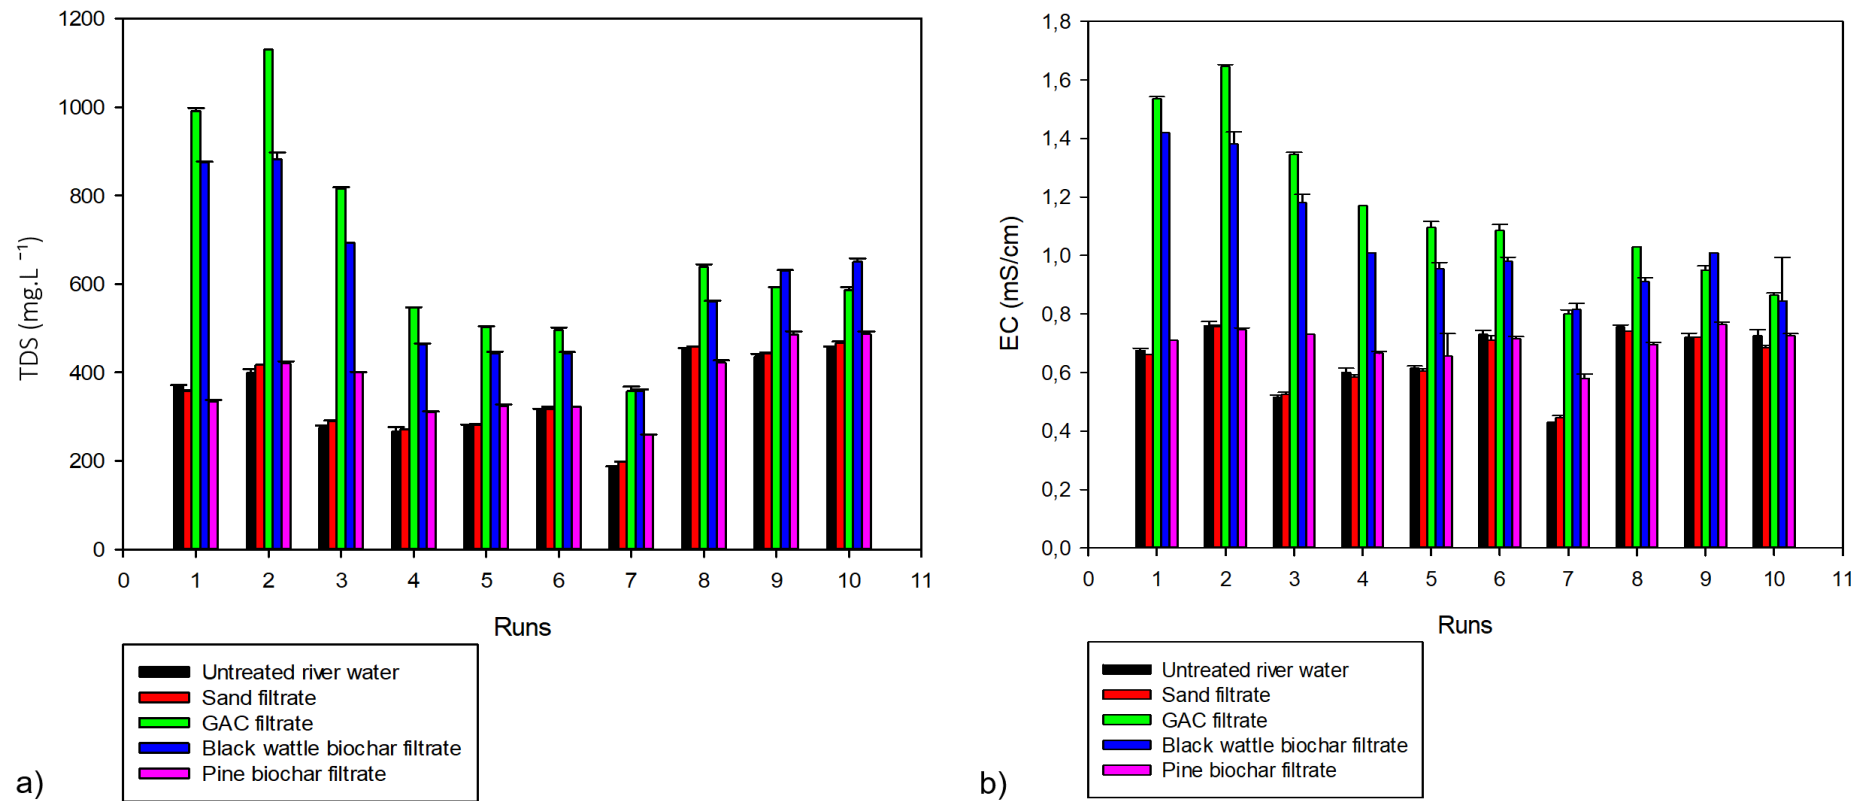 1200
1000
800
600
400
200
0
TDS (mg.L ⁻¹)
0 1 2 3 4 5 6 7 8 9 10 11
Runs
Untreated river water
Sand filtrate
GAC filtrate
Black wattle biochar filtrate
Pine biochar filtrate
a)
1,8
1,6
1,4
1,2
1,0
0,8
0,6
0,4
0,2
0,0
EC (mS/cm)
0 1 2 3 4 5 6 7 8 9 10 11
Runs
Untreated river water
Sand filtrate
GAC filtrate
Black wattle biochar filtrate
Pine biochar filtrate
b)